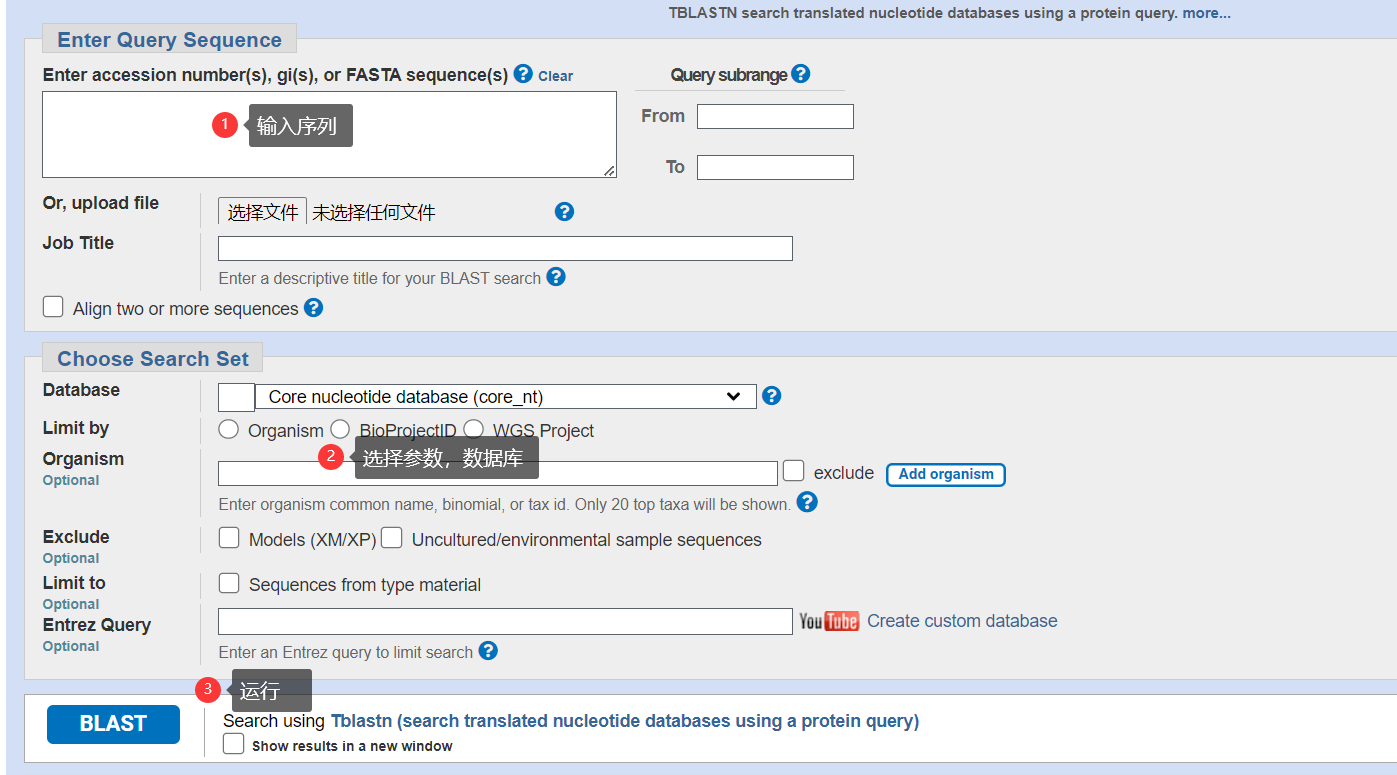 TBLASTN search translated nucleotide databases using a protein query. more...
Enter Query Sequence
Enter accession number(s), gi(s), or FASTA sequence(s) ? Clear
Query subrange ?
1 输入序列
From
To
Or, upload file
选择文件 未选择任何文件 ?
Job Title
Enter a descriptive title for your BLAST search ?
Align two or more sequences ?
Choose Search Set
Database
Core nucleotide database (core_nt) ?
Limit by
Organism BioProjectID WGS Project
2 选择参数，数据库
Organism
Optional
exclude Add organism
Enter organism common name, binomial, or tax id. Only 20 top taxa will be shown. ?
Exclude
Optional
Models (XM/XP) Uncultured/environmental sample sequences
Limit to
Optional
Sequences from type material
Entrez Query
Optional
YouTube Create custom database
Enter an Entrez query to limit search ?
3 运行
BLAST
Search using Tblastn (search translated nucleotide databases using a protein query)
Show results in a new window